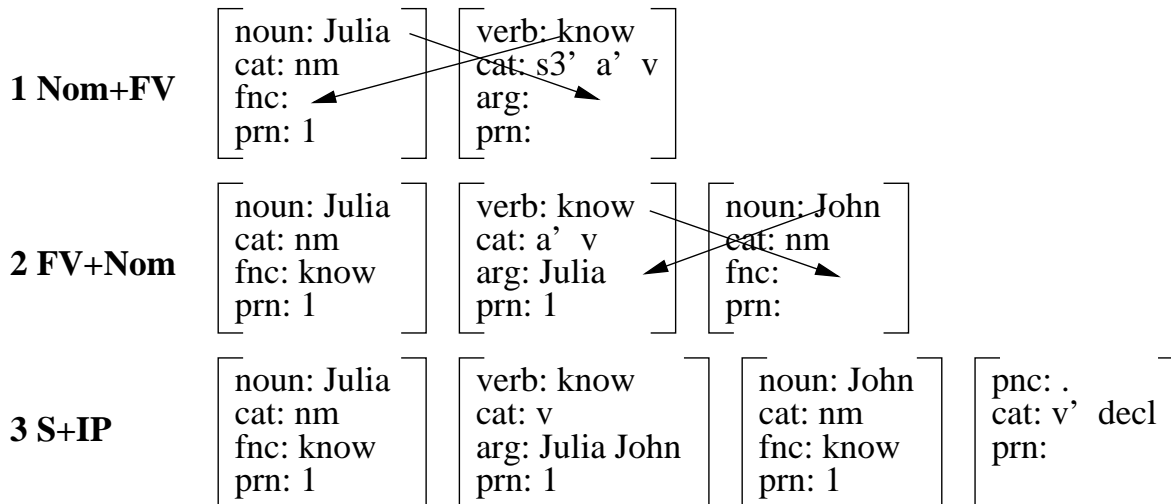 noun: Julia verb: know
cat: nm cat: s3’ a’ v
1 Nom+FV
fnc: arg:
prn: 1 prn:
noun: Julia verb: know noun: John
cat: nm cat: a’ v cat: nm
2 FV+Nom
fnc: know arg: Julia fnc:
prn: 1 prn: 1 prn:
noun: Julia verb: know noun: John pnc: .
cat: nm cat: v cat: nm cat: v’ decl
3 S+IP
fnc: know arg: Julia John fnc: know prn:
prn: 1 prn: 1 prn: 1